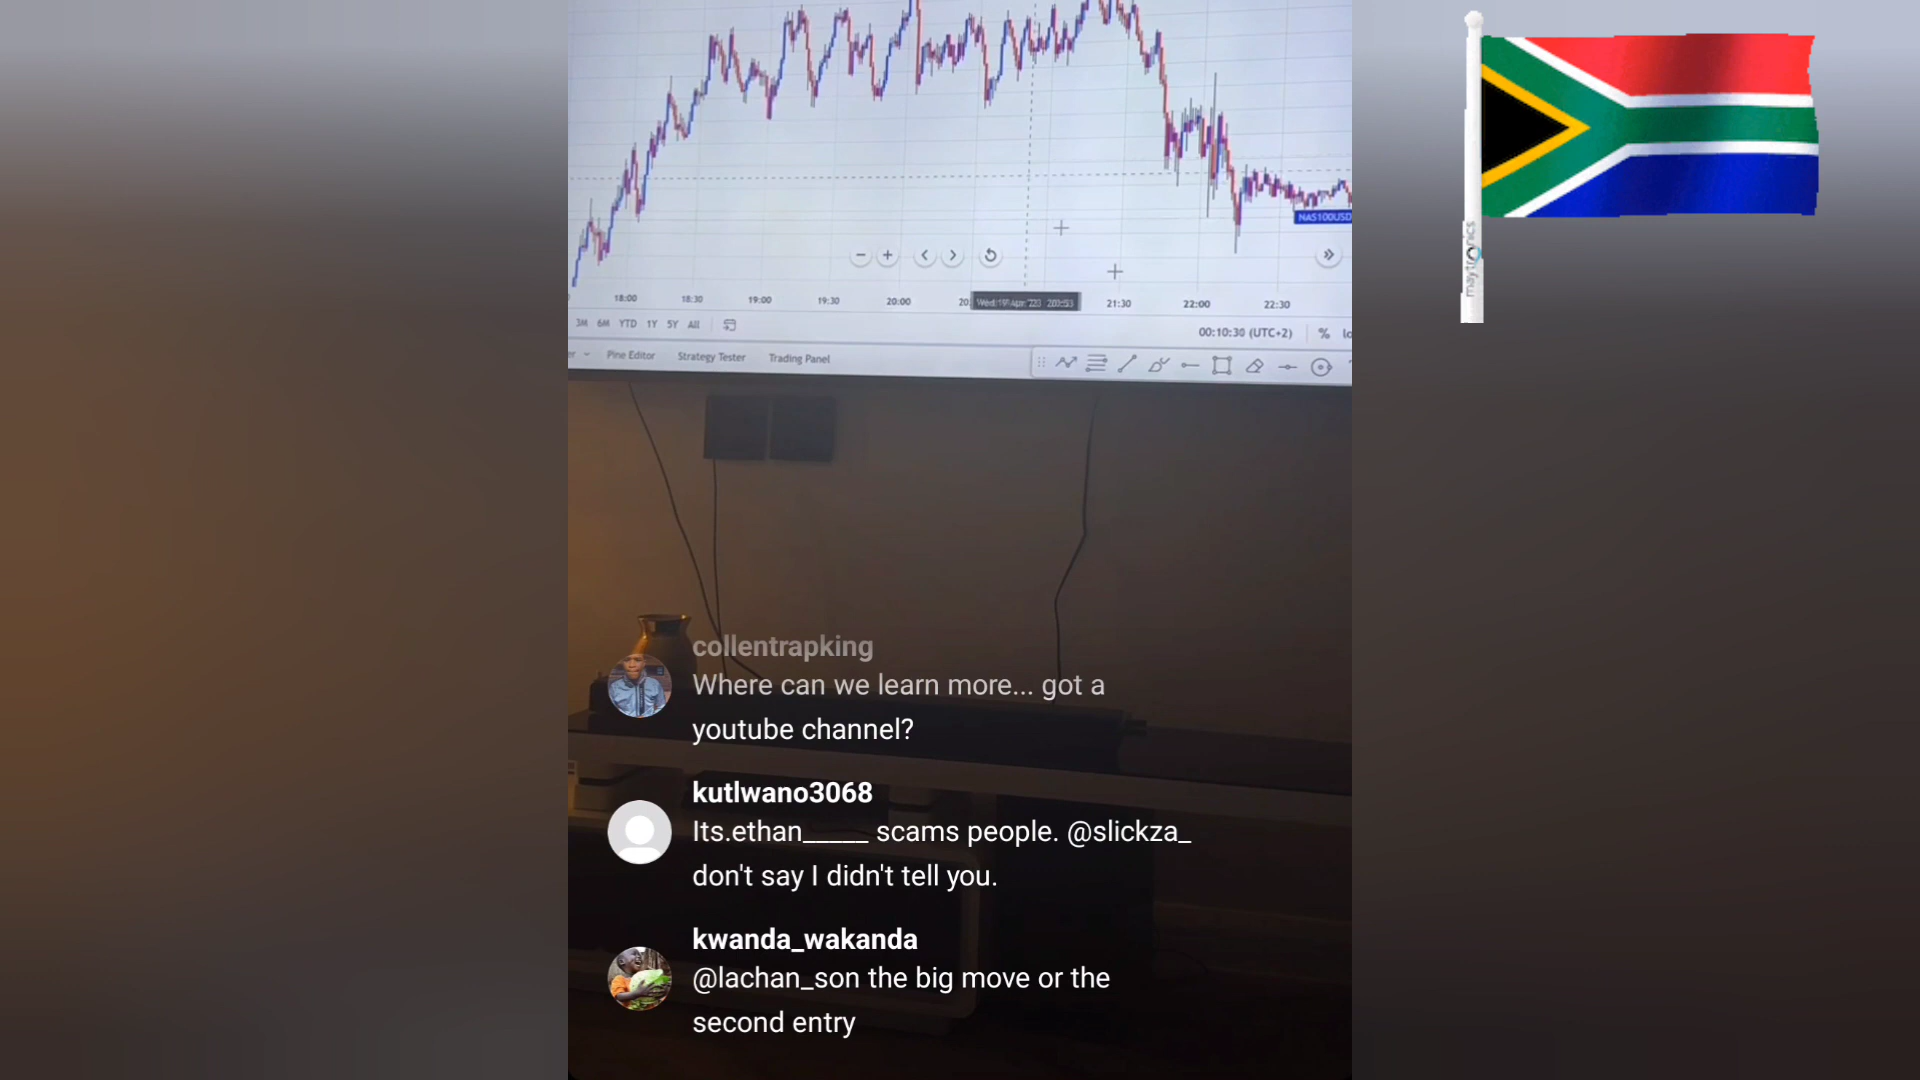 NAS100USD
18:00 18:30 19:00 19:30 20:00 20: 21:30 22:00 22:30
3M 6M YTD 1Y 5Y All 00:10:30 (UTC+2) %
Pine Editor Strategy Tester Trading Panel
maytronics
collentrapking
Where can we learn more... got a
youtube channel?
kutlwano3068
Its.ethan_____ scams people. @slickza_
don't say I didn't tell you.
kwanda_wakanda
@lachan_son the big move or the
second entry